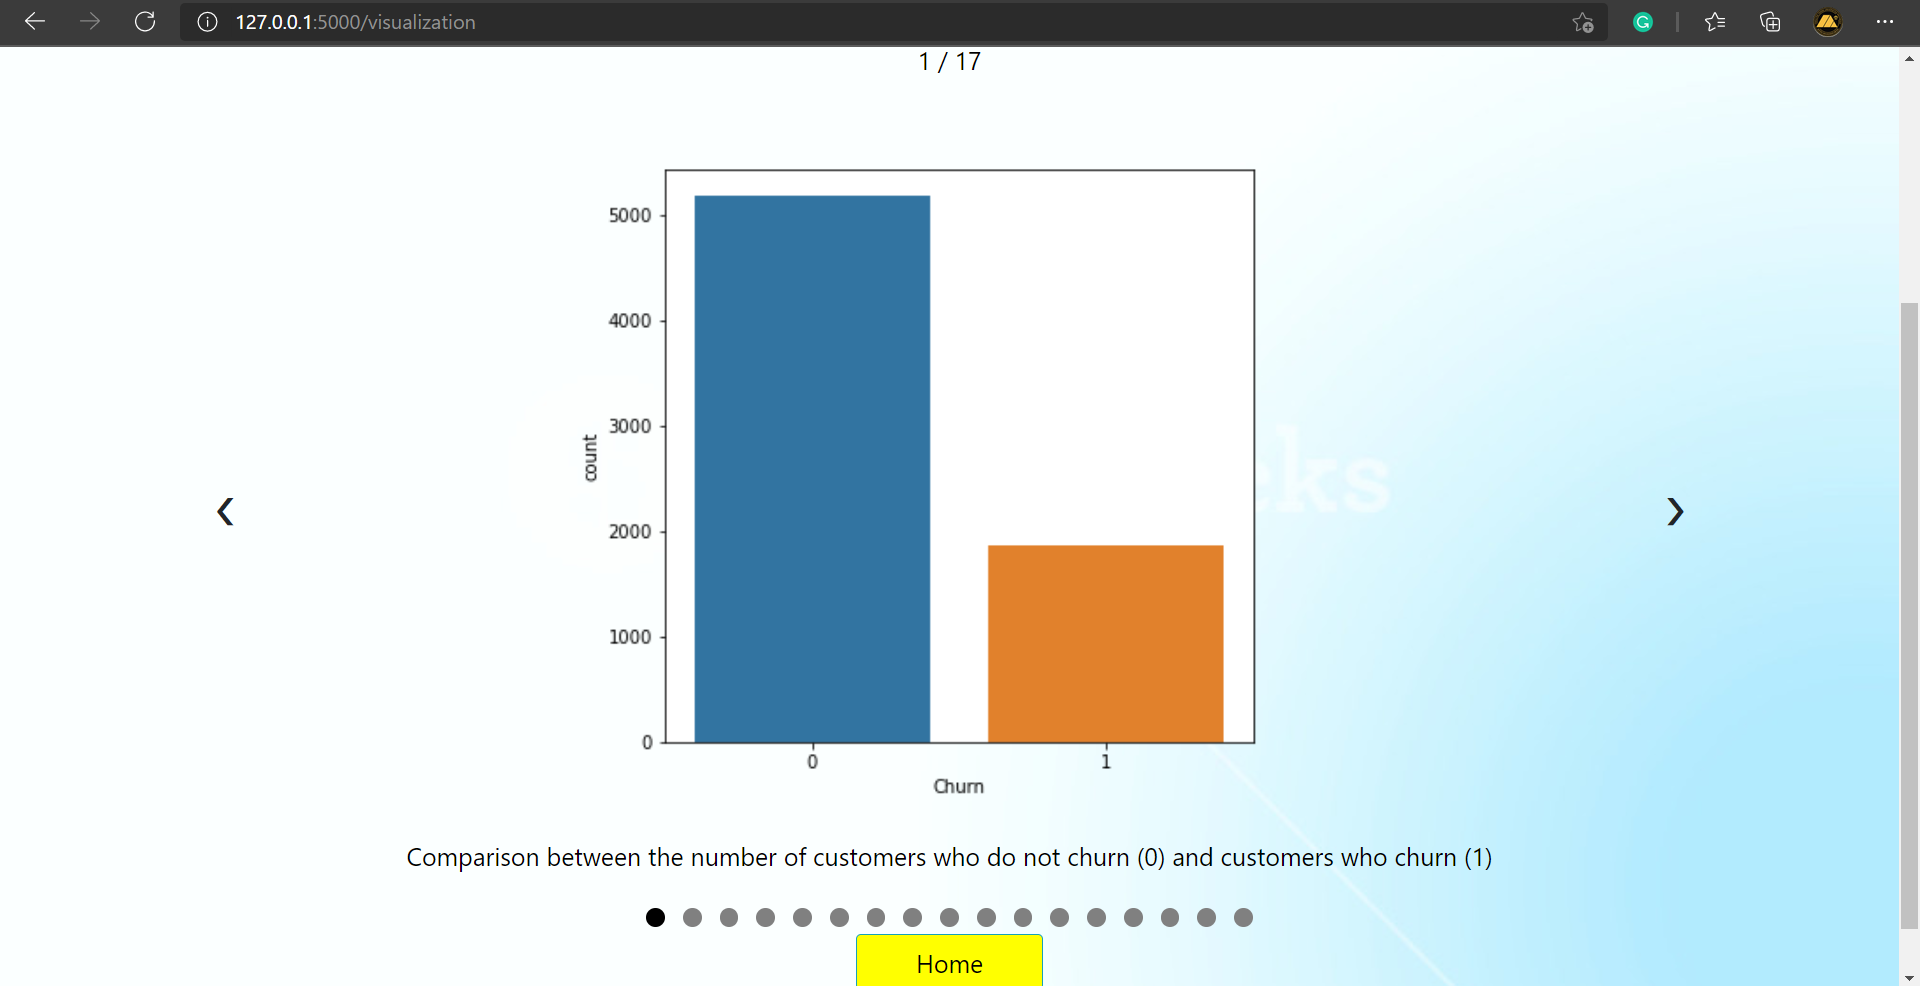 127.0.0.1:5000/visualization
1 / 17
5000
4000
3000
2000
1000
0
count
0 1
Churn
eks
Comparison between the number of customers who do not churn (0) and customers who churn (1)
Home